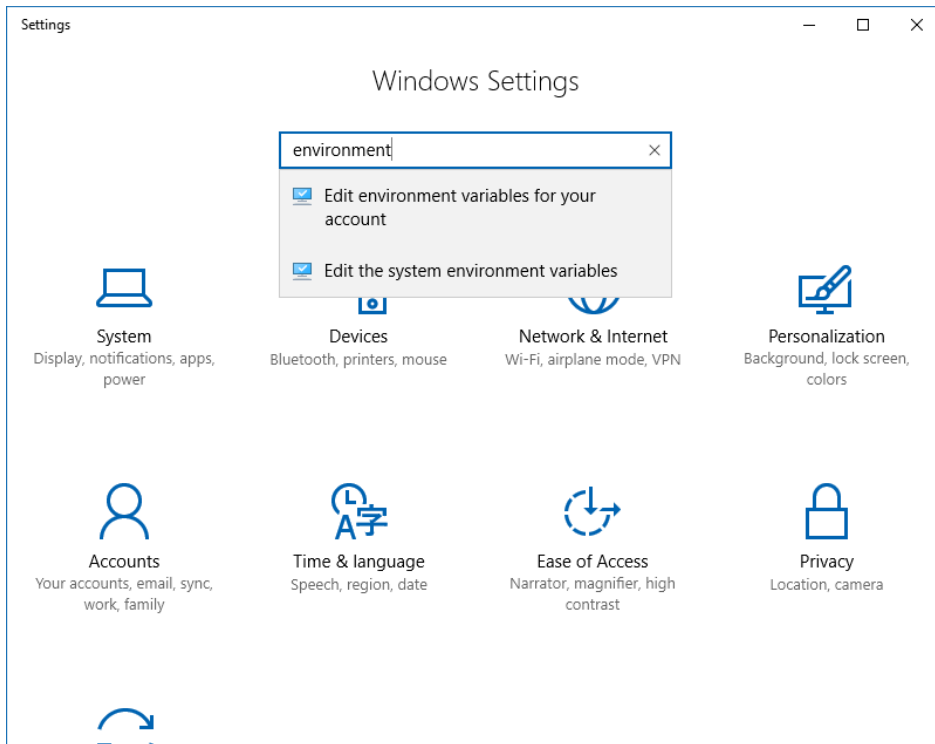 Settings
Windows Settings
environment
Edit environment variables for your
account
Edit the system environment variables
System
Display, notifications, apps,
power
Devices
Bluetooth, printers, mouse
Network & Internet
Wi-Fi, airplane mode, VPN
Personalization
Background, lock screen,
colors
Accounts
Your accounts, email, sync,
work, family
A字
Time & language
Speech, region, date
Ease of Access
Narrator, magnifier, high
contrast
Privacy
Location, camera